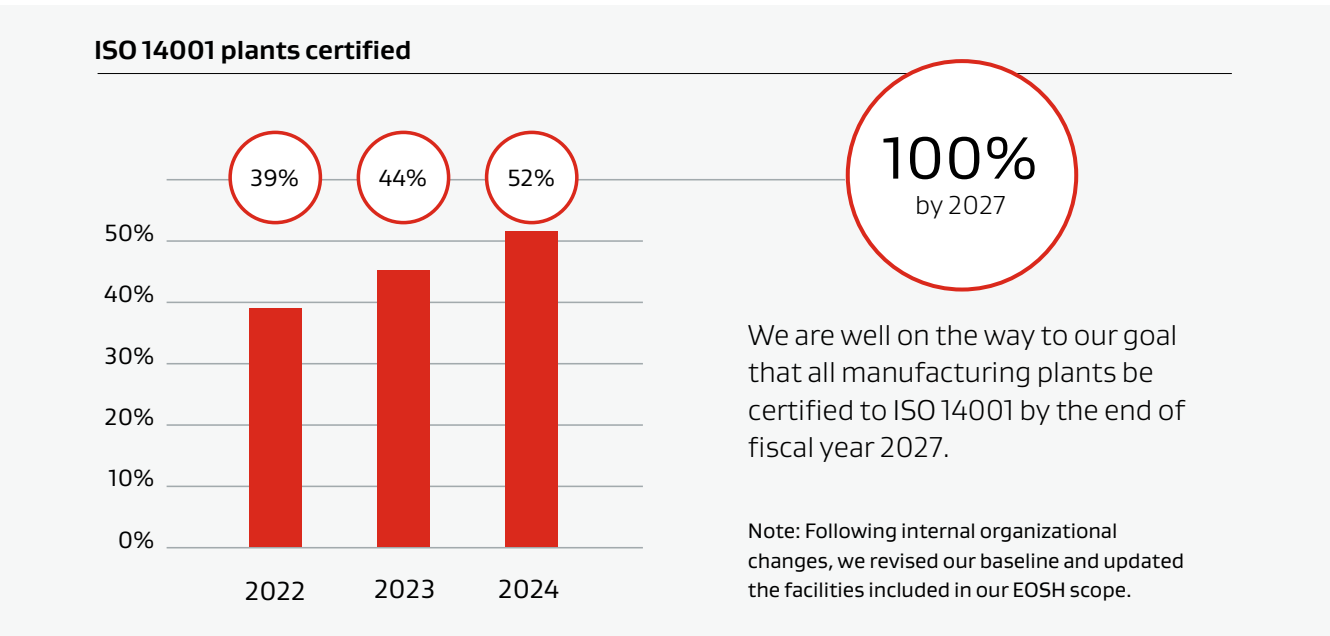 ISO 14001 plants certified
39%
44%
52%
100%
by 2027
50%
40%
30%
20%
10%
0%
2022
2023
2024
We are well on the way to our goal
that all manufacturing plants be
certified to ISO 14001 by the end of
fiscal year 2027.
Note: Following internal organizational
changes, we revised our baseline and updated
the facilities included in our EOSH scope.